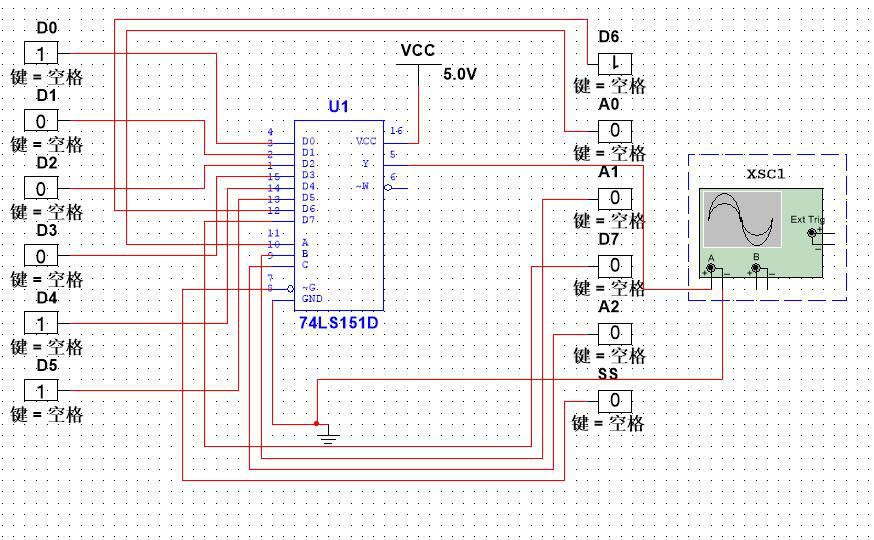 D0
1
键 = 空格
D1
0
键 = 空格
D2
0
键 = 空格
D3
0
键 = 空格
D4
1
键 = 空格
D5
1
键 = 空格
VCC
5.0V
U1
4
3
2
1
15
14
13
12
11
10
9
7
8
D0
D1
D2
D3
D4
D5
D6
D7
A
B
C
~G
GND
VCC
Y
~W
16
5
6
74LS151D
D6
1
键 = 空格
A0
0
键 = 空格
A1
0
键 = 空格
D7
0
键 = 空格
A2
0
键 = 空格
SS
0
键 = 空格
XSC1
Ext Trig
+
−
A
B
+
−
+
−